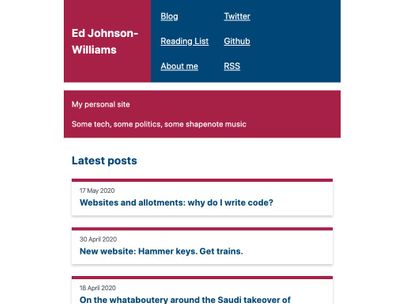 Ed Johnson-
Williams
Blog
Twitter
Reading List
Github
About me
RSS
My personal site
Some tech, some politics, some shapenote music
Latest posts
17 May 2020
Websites and allotments: why do I write code?
30 April 2020
New website: Hammer keys. Get trains.
18 April 2020
On the whataboutery around the Saudi takeover of